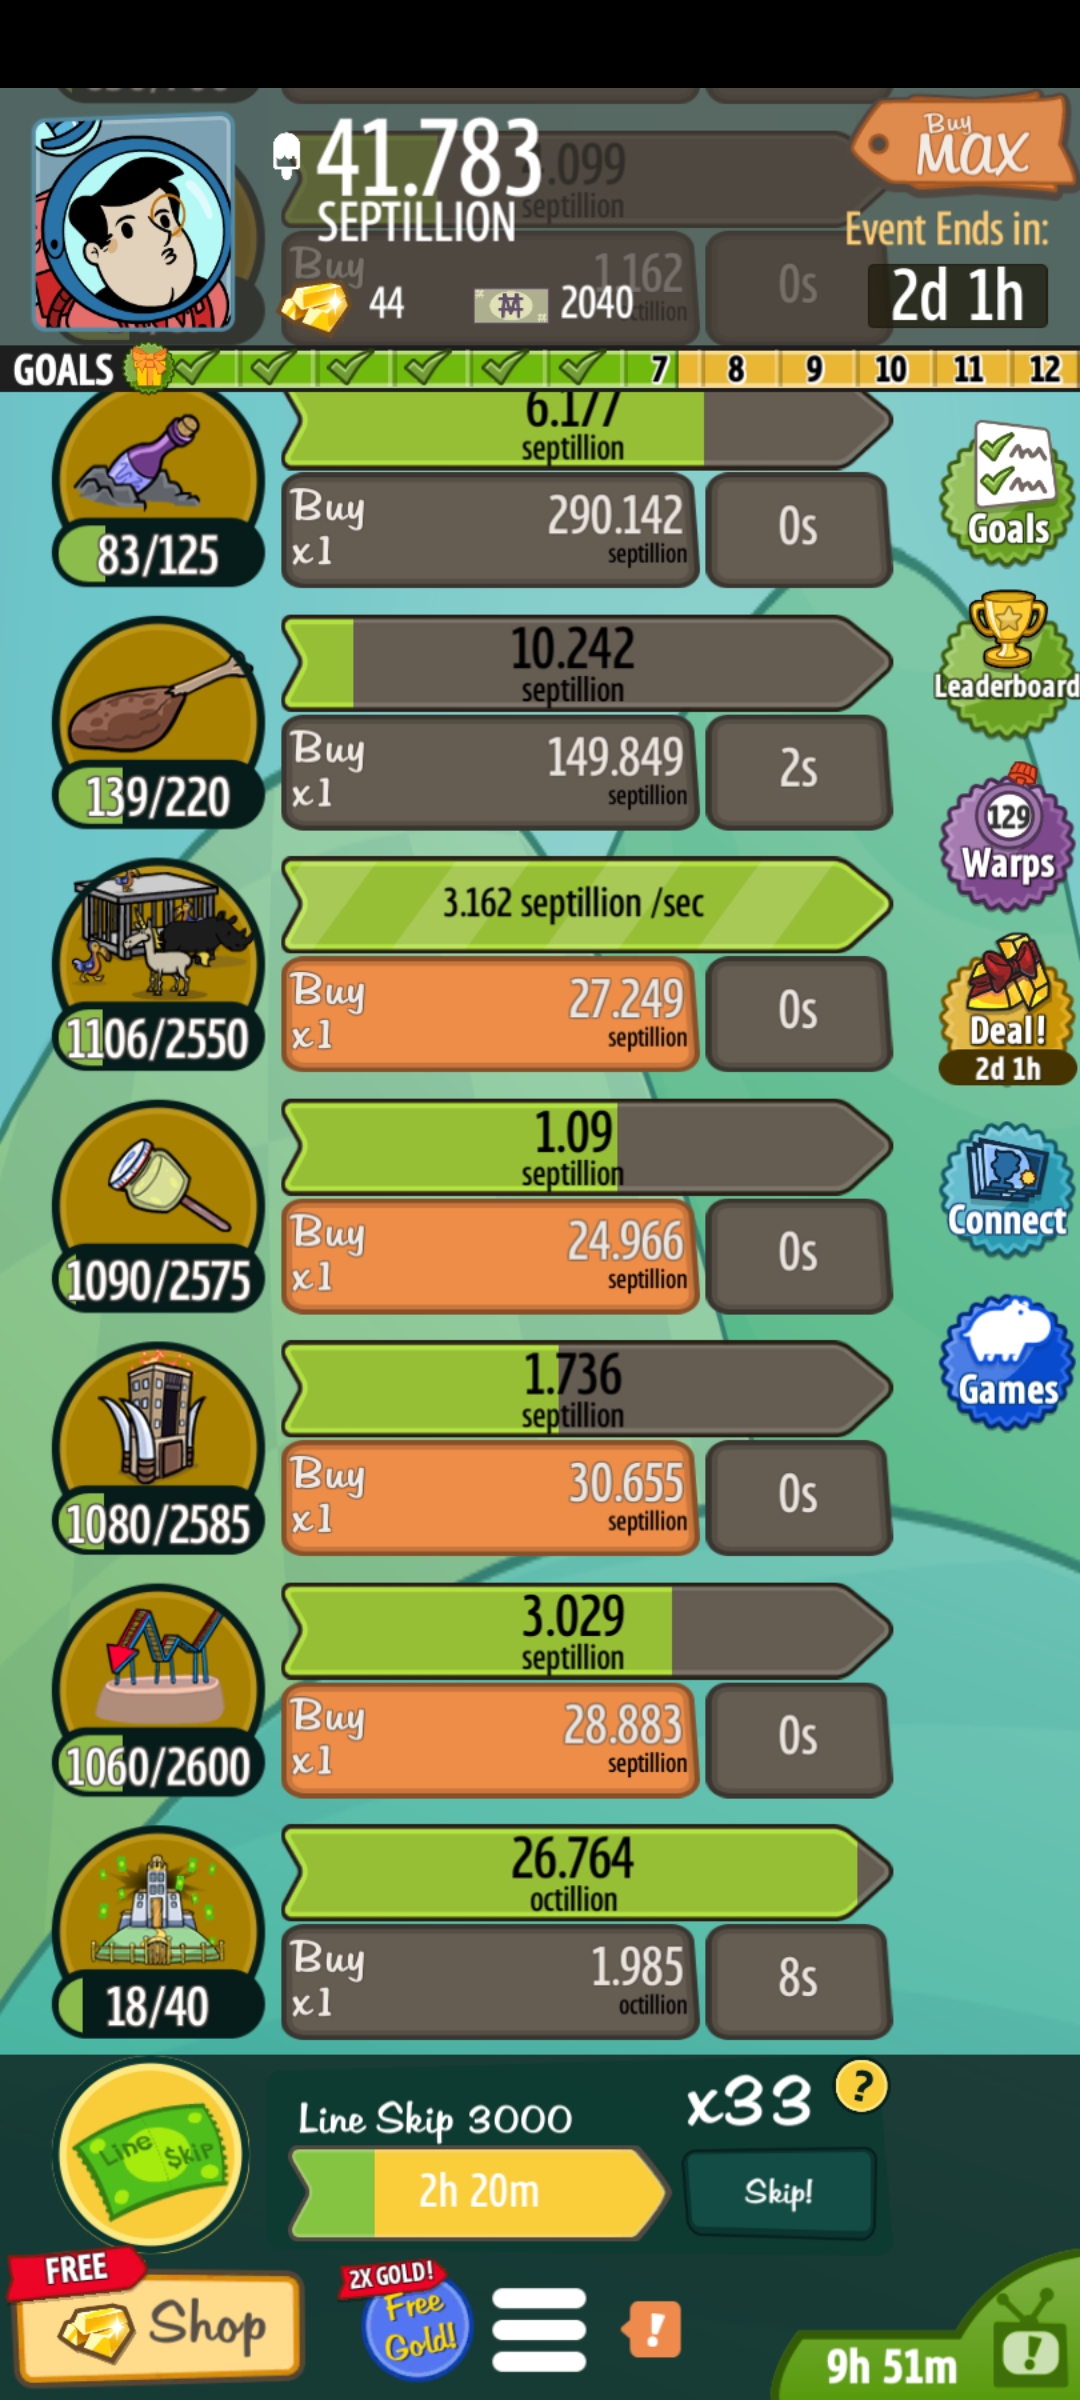 41.783
SEPTILLION
.099
septillion
Buy
1.162
0s
44
2040
Buy
MAX
Event Ends in:
2d 1h
GOALS
7
8
9
10
11
12
6.177
septillion
Buy
x1
290.142
septillion
0s
83/125
Goals
10.242
septillion
Buy
x1
149.849
septillion
2s
139/220
Leaderboard
3.162 septillion /sec
Buy
x1
27.249
septillion
0s
1106/2550
129
Warps
Deal!
2d 1h
1.09
septillion
Buy
x1
24.966
septillion
0s
1090/2575
Connect
1.736
septillion
Buy
x1
30.655
septillion
0s
1080/2585
Games
3.029
septillion
Buy
x1
28.883
septillion
0s
1060/2600
26.764
octillion
Buy
x1
1.985
octillion
8s
18/40
Line $kip
Line Skip 3000
2h 20m
x33
?
Skip!
FREE
Shop
2X GOLD!
Free
Gold!
!
9h 51m
!